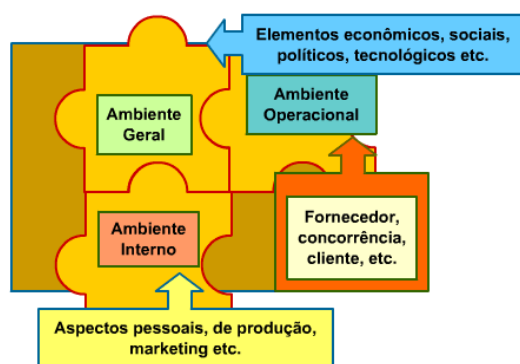 Elementos econômicos, sociais,
políticos, tecnológicos etc.
Ambiente
Geral
Ambiente
Operacional
Ambiente
Interno
Fornecedor,
concorrência,
cliente, etc.
Aspectos pessoais, de produção,
marketing etc.